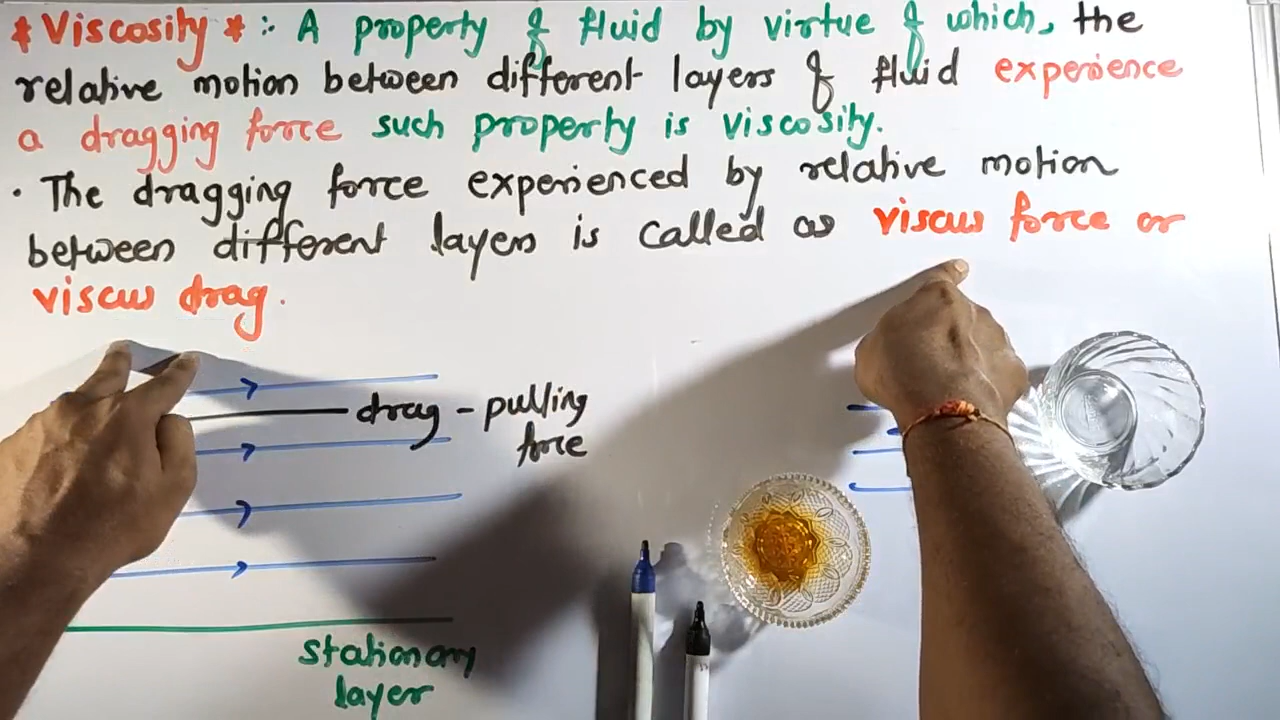 * Viscosity * :- A property of fluid by virtue of which, the
relative motion between different layers of fluid experience
a dragging force such property is viscosity.
· The dragging force experienced by relative motion
between different layers is called as viscus force or
viscus drag.
drag - pulling
force
stationary
layer